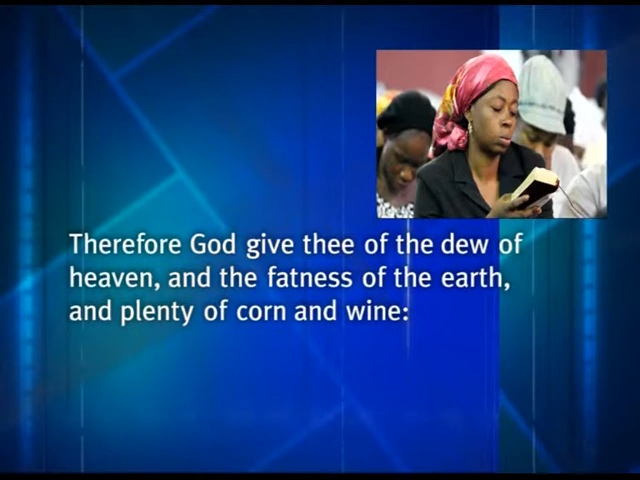 Therefore God give thee of the dew of
heaven, and the fatness of the earth,
and plenty of corn and wine: